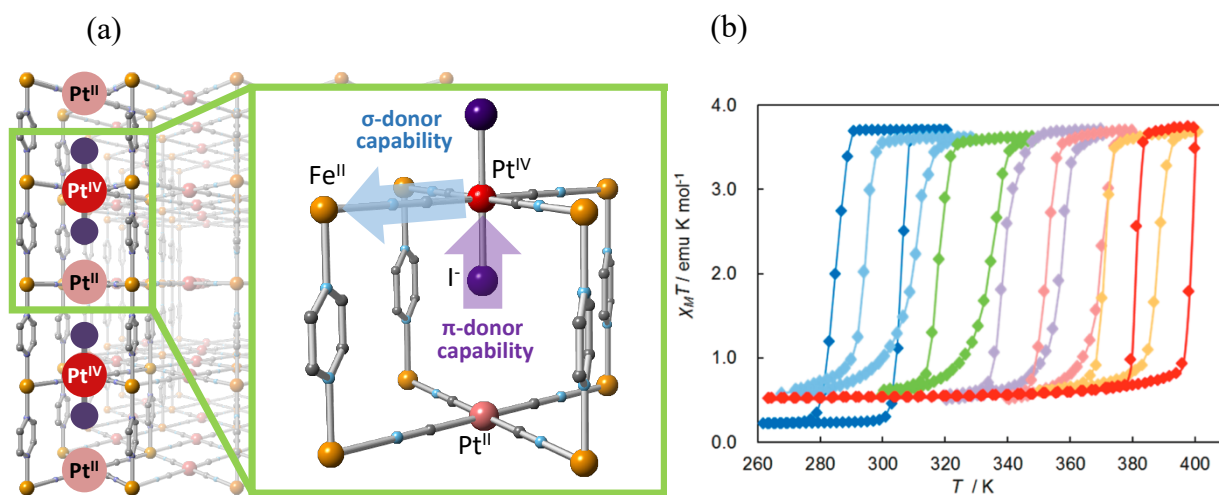 (a)
(b)
Pt^II
Pt^IV
Pt^II
Pt^IV
Pt^II
σ-donor
capability
Pt^IV
Fe^II
I^-
π-donor
capability
Pt^II
4.0
3.0
2.0
1.0
0.0
χ_MT / emu K mol^-1
260 280 300 320 340 360 380 400
T / K